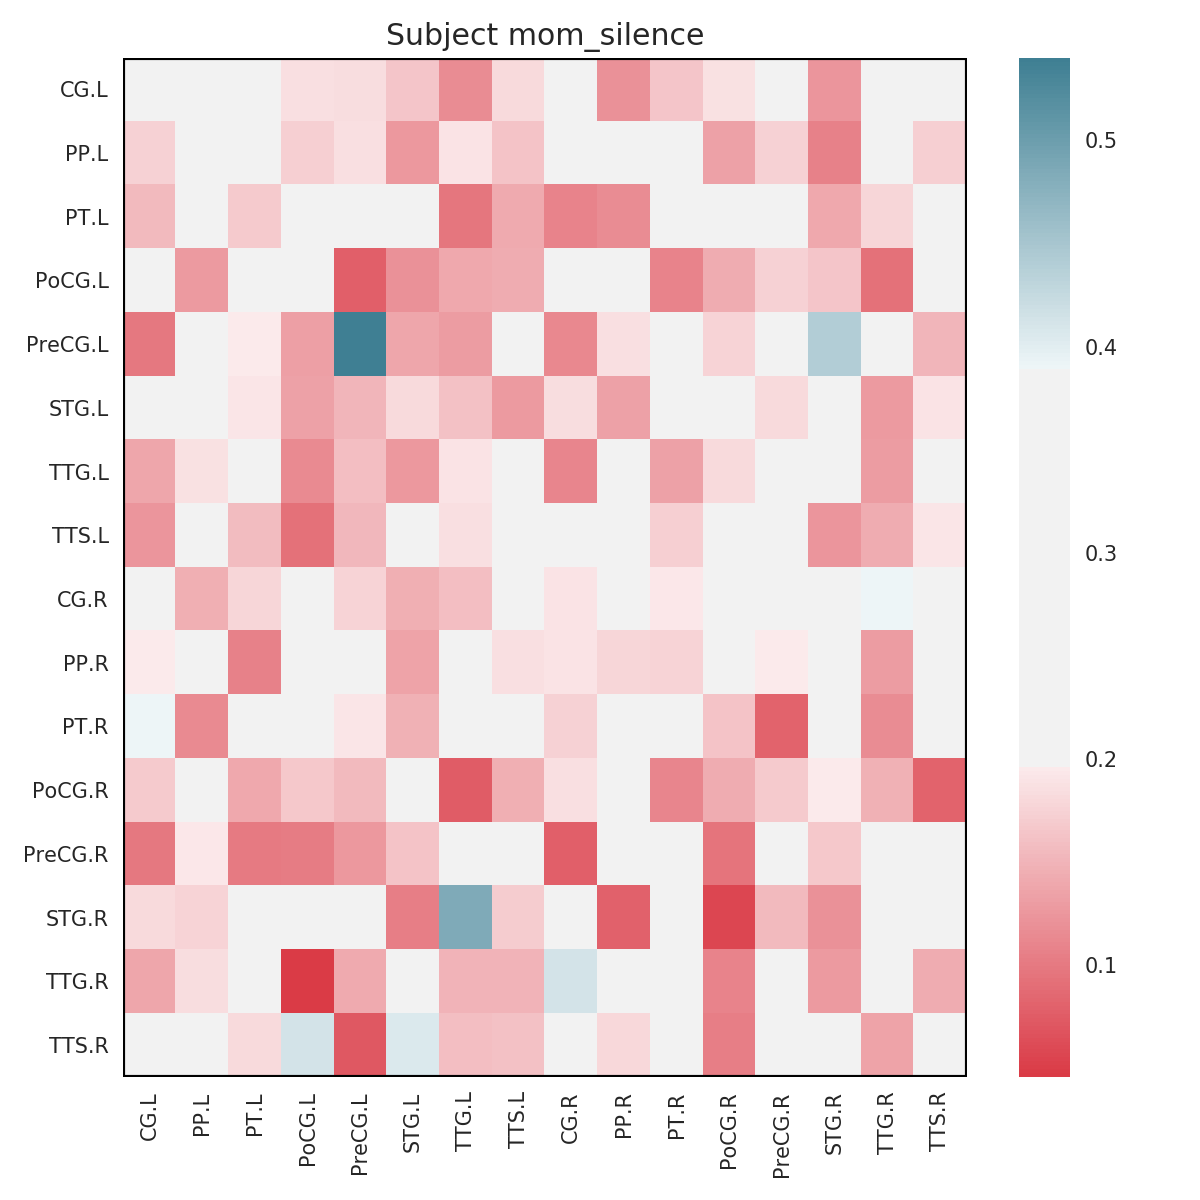 Subject mom_silence
CG.L
PP.L
PT.L
PoCG.L
PreCG.L
STG.L
TTG.L
TTS.L
CG.R
PP.R
PT.R
PoCG.R
PreCG.R
STG.R
TTG.R
TTS.R
CG.L
PP.L
PT.L
PoCG.L
PreCG.L
STG.L
TTG.L
TTS.L
CG.R
PP.R
PT.R
PoCG.R
PreCG.R
STG.R
TTG.R
TTS.R
0.5
0.4
0.3
0.2
0.1